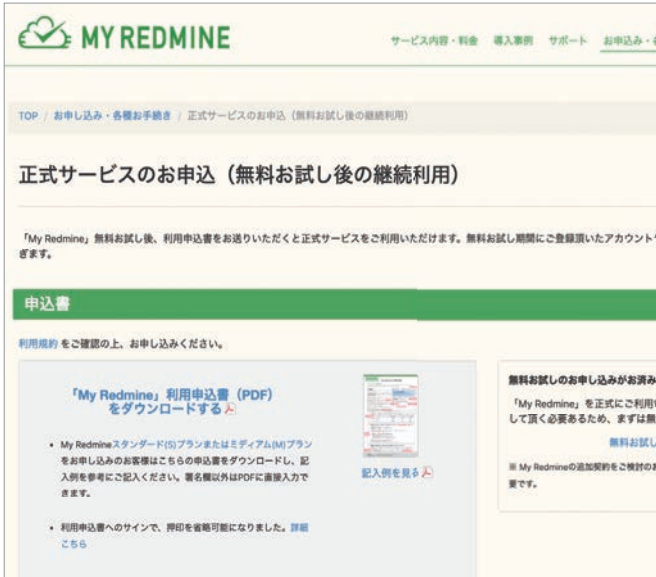 MY REDMINE
サービス内容・料金 導入事例 サポート お申込み・
TOP / お申し込み・各種お手続き / 正式サービスのお申込（無料お試し後の継続利用）
正式サービスのお申込（無料お試し後の継続利用）
「My Redmine」無料お試し後、利用申込書をお送りいただくと正式サービスをご利用いただけます。無料お試し期間にご登録頂いたアカウント
ぎます。
申込書
利用規約 をご確認の上、お申し込みください。
「My Redmine」利用申込書（PDF）
をダウンロードする
• My Redmineスタンダード(S)プランまたはミディアム(M)プラン
をお申し込みのお客様はこちらの申込書をダウンロードし、記
入例を参考にご記入ください。署名欄以外はPDFに直接入力で
きます。
• 利用申込書へのサインで、押印を省略可能になりました。詳細
こちら
記入例を見る
無料お試しのお申し込みがお済み
「My Redmine」を正式にご利用
して頂く必要あるため、まずは無
無料お試し
※ My Redmineの追加契約をご検討のお
要です。